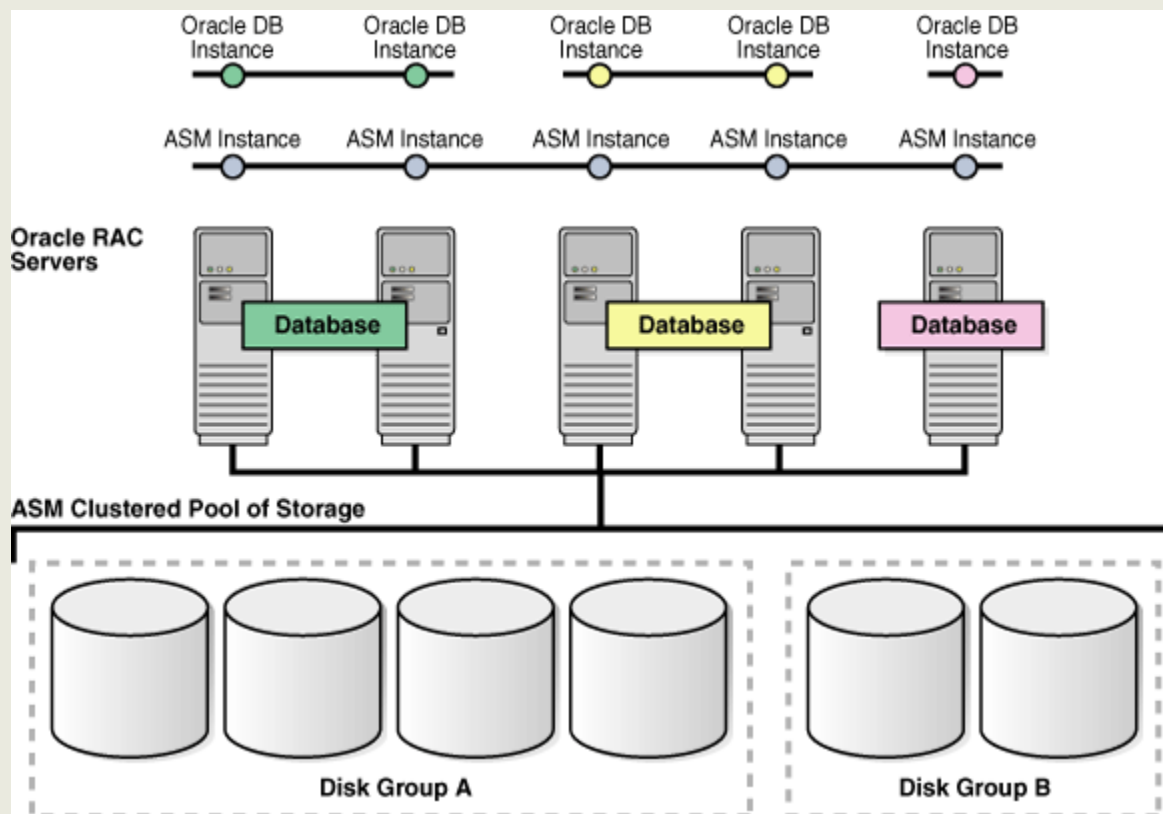 Oracle DB
Instance
Oracle DB
Instance
Oracle DB
Instance
Oracle DB
Instance
Oracle DB
Instance
ASM Instance
ASM Instance
ASM Instance
ASM Instance
ASM Instance
Oracle RAC
Servers
Database
Database
Database
ASM Clustered Pool of Storage
Disk Group A
Disk Group B